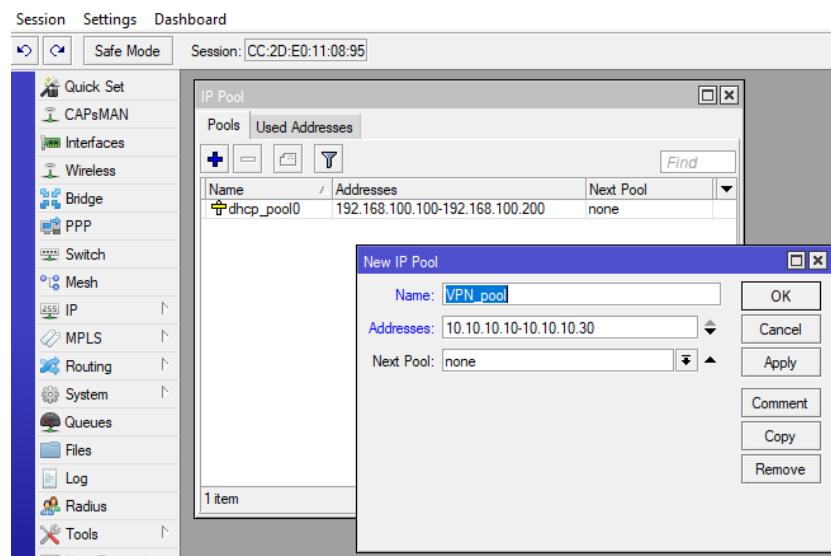 Session Settings Dashboard
Safe Mode Session: CC:2D:E0:11:08:95
Quick Set
CAPsMAN
Interfaces
Wireless
Bridge
PPP
Switch
Mesh
255 IP
MPLS
Routing
System
Queues
Files
Log
Radius
Tools
IP Pool
Pools Used Addresses
Find
Name Addresses Next Pool
dhcp_pool0 192.168.100.100-192.168.100.200 none
1 item
New IP Pool
Name: VPN_pool
Addresses: 10.10.10.10-10.10.10.30
Next Pool: none
OK
Cancel
Apply
Comment
Copy
Remove